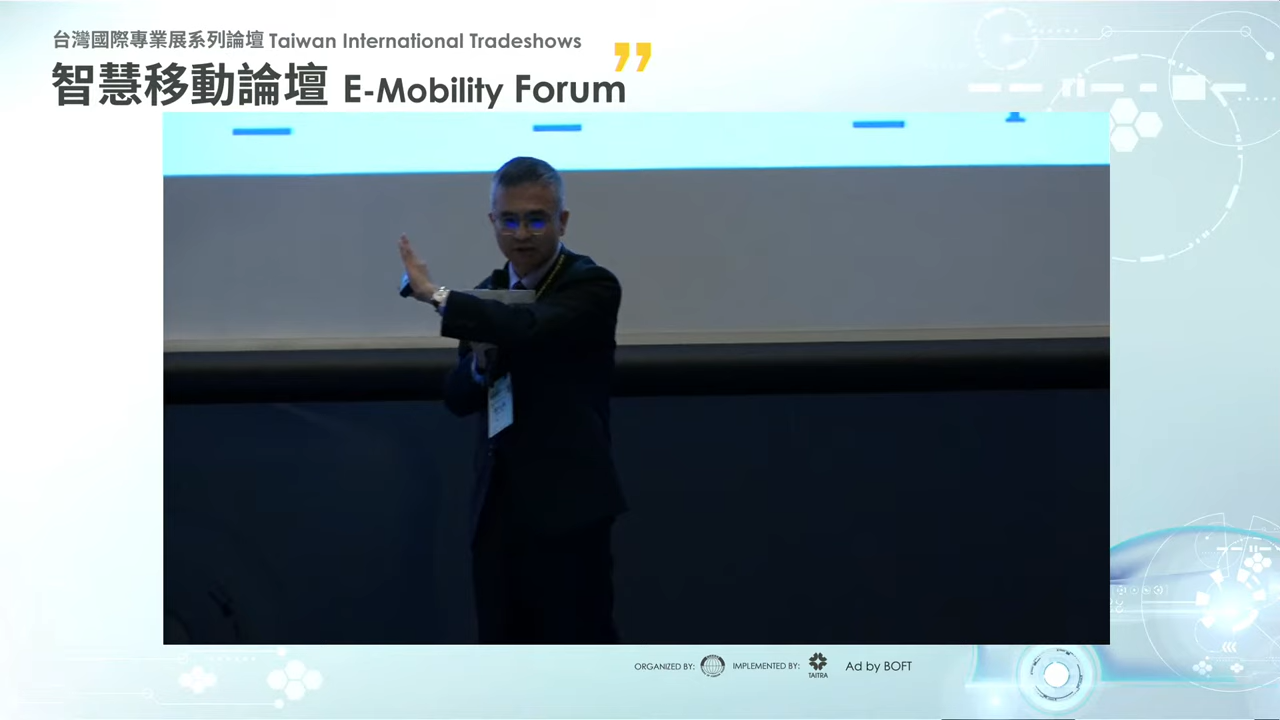 台灣國際專業展系列論壇 Taiwan International Tradeshows
智慧移動論壇 E-Mobility Forum
ORGANIZED BY: IMPLEMENTED BY: TAITRA Ad by BOFT